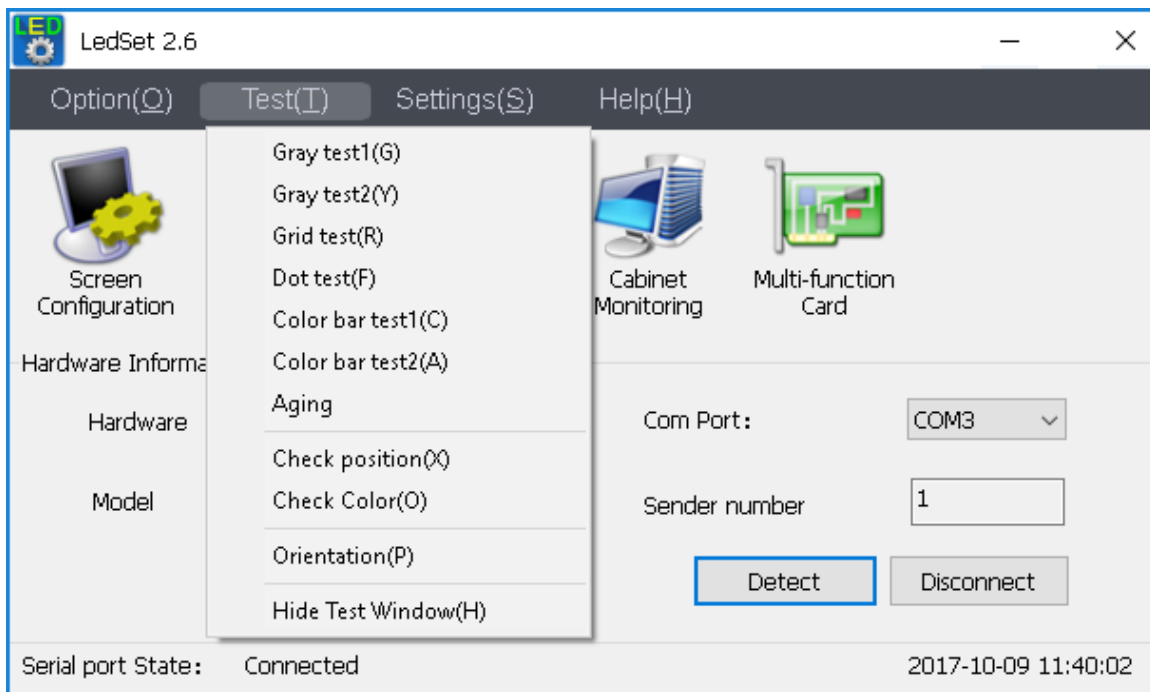 LED
LedSet 2.6
Option(O) Test(T) Settings(S) Help(H)
Gray test1(G)
Gray test2(Y)
Grid test(R)
Dot test(F)
Color bar test1(C)
Color bar test2(A)
Aging
Check position(X)
Check Color(O)
Orientation(P)
Hide Test Window(H)
Screen
Configuration
Cabinet
Monitoring
Multi-function
Card
Hardware Informa
Hardware
Model
Com Port: COM3
Sender number 1
Detect Disconnect
Serial port State: Connected 2017-10-09 11:40:02